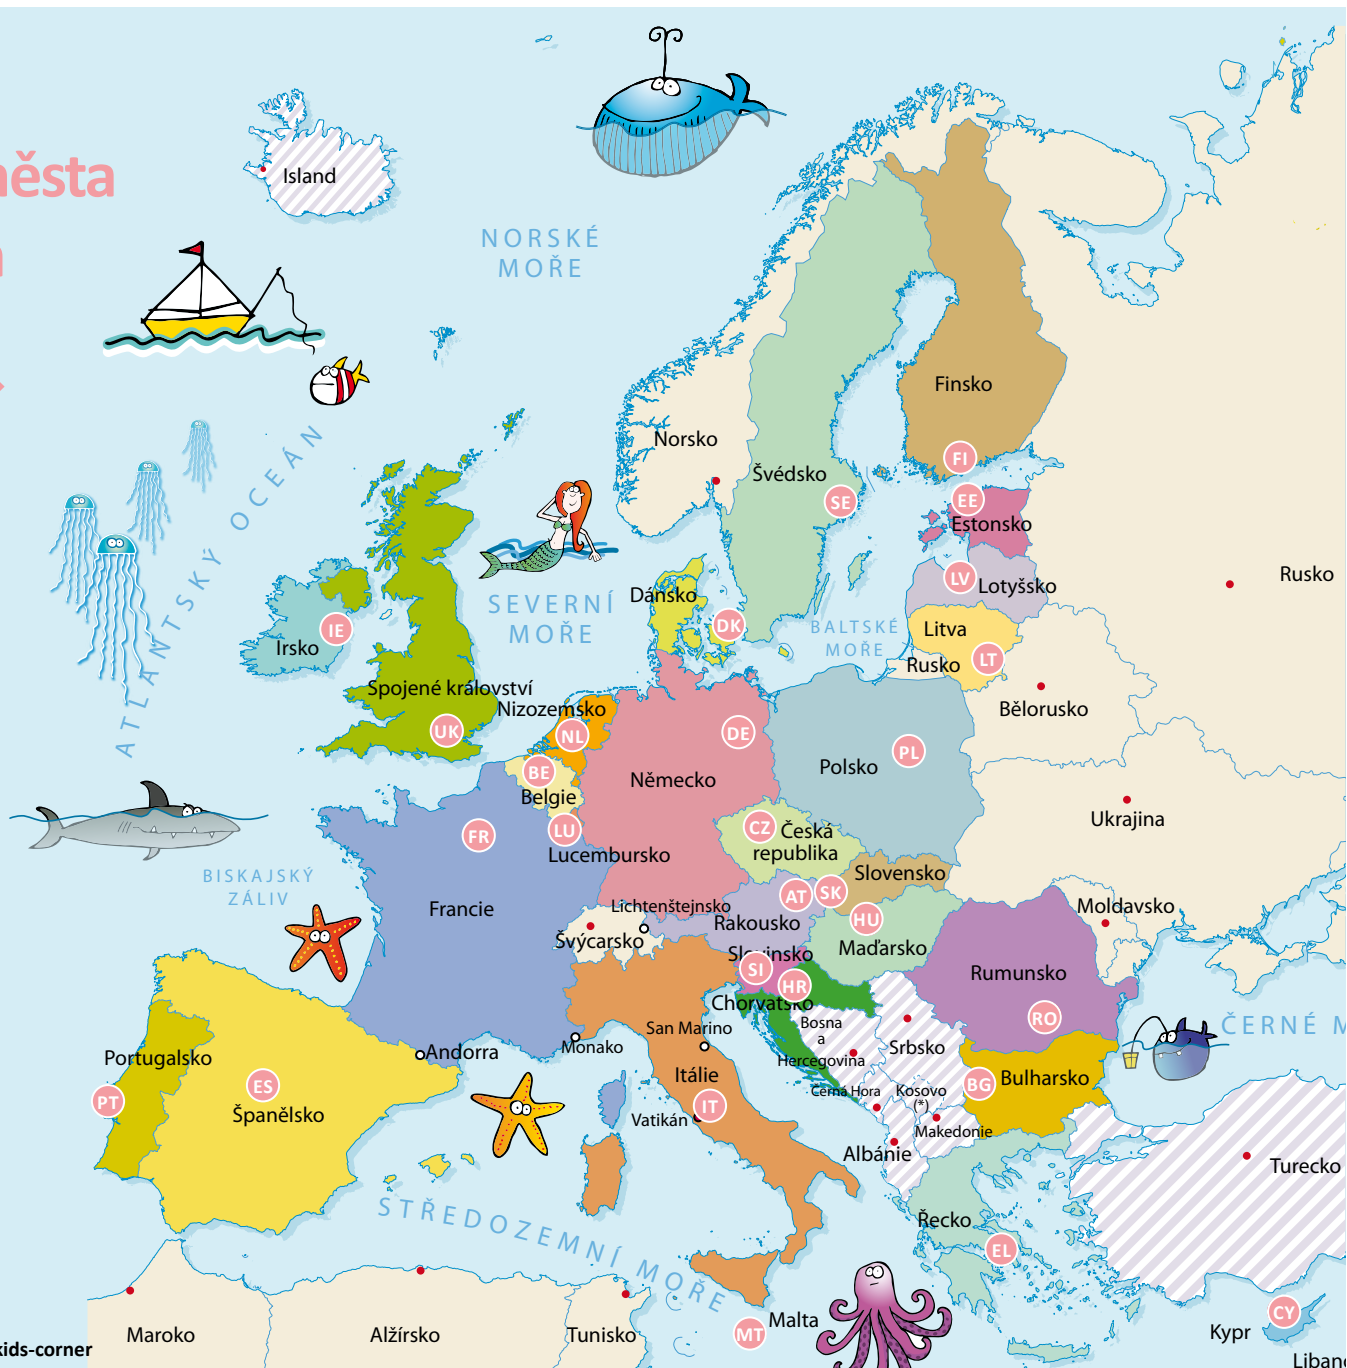 města
Island
NORSKÉ
MOŘE
ATLANTSKÝ OCEÁN
Finsko
Norsko
Švédsko
FI
SE
EE
Estonsko
LV
Lotyšsko
Rusko
Dánsko
DK
SEVERNÍ
MOŘE
BALTSKÉ
MOŘE
Litva
LT
Rusko
IE
Irsko
Spojené království
UK
Nizozemsko
NL
DE
PL
Bělorusko
BE
Belgie
Německo
Polsko
Ukrajina
FR
LU
Lucembursko
CZ
Česká
republika
BISKAJSKÝ
ZÁLIV
Francie
Slovensko
AT
SK
HU
Lichtenštejnsko
Rakousko
Švýcarsko
Maďarsko
Moldavsko
Slovinsko
SI
HR
Chorvatsko
Rumunsko
RO
ČERNÉ M
San Marino
Monako
Bosna
a
Hercegovina
Srbsko
Andorra
Portugalsko
PT
ES
Španělsko
Itálie
IT
Vatikán
Černá Hora
Kosovo
(*)
BG
Bulharsko
Makedonie
Albánie
Turecko
STŘEDOZEMNÍ MOŘE
Řecko
EL
CY
Kypr
Malta
MT
Maroko
Alžírsko
Tunisko
kids-corner
Libano